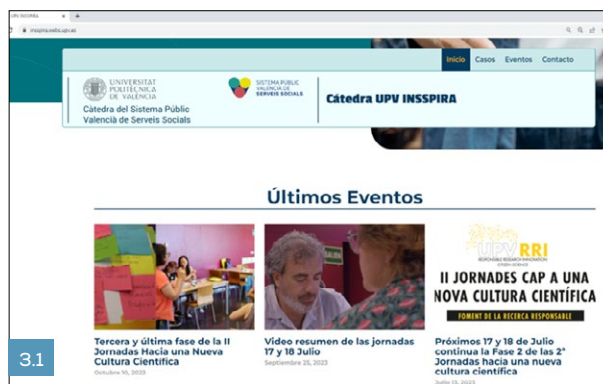 UPV INSSPIRA
insspira.webs.upv.es
Inicio Casos Eventos Contacto
UNIVERSITAT
POLITÈCNICA
DE VALÈNCIA
Càtedra del Sistema Públic
Valencià de Serveis Socials
SISTEMA PÚBLIC
VALENCIÀ DE
SERVEIS SOCIALS
Cátedra UPV INSSPIRA
Últimos Eventos
UPV RRI
RESPONSIBLE RESEARCH INNOVATION
II JORNADES CAP A UNA
NOVA CULTURA CIENTÍFICA
FOMENT DE LA RECERCA RESPONSABLE
Tercera y última fase de la II
Jornadas Hacia una Nueva
Cultura Científica
Octubre 10, 2023
Video resumen de las jornadas
17 y 18 Julio
Septiembre 25, 2023
Próximos 17 y 18 de Julio
continua la Fase 2 de las 2ª
Jornadas hacia una nueva
cultura científica
Julio 13, 2023
3.1